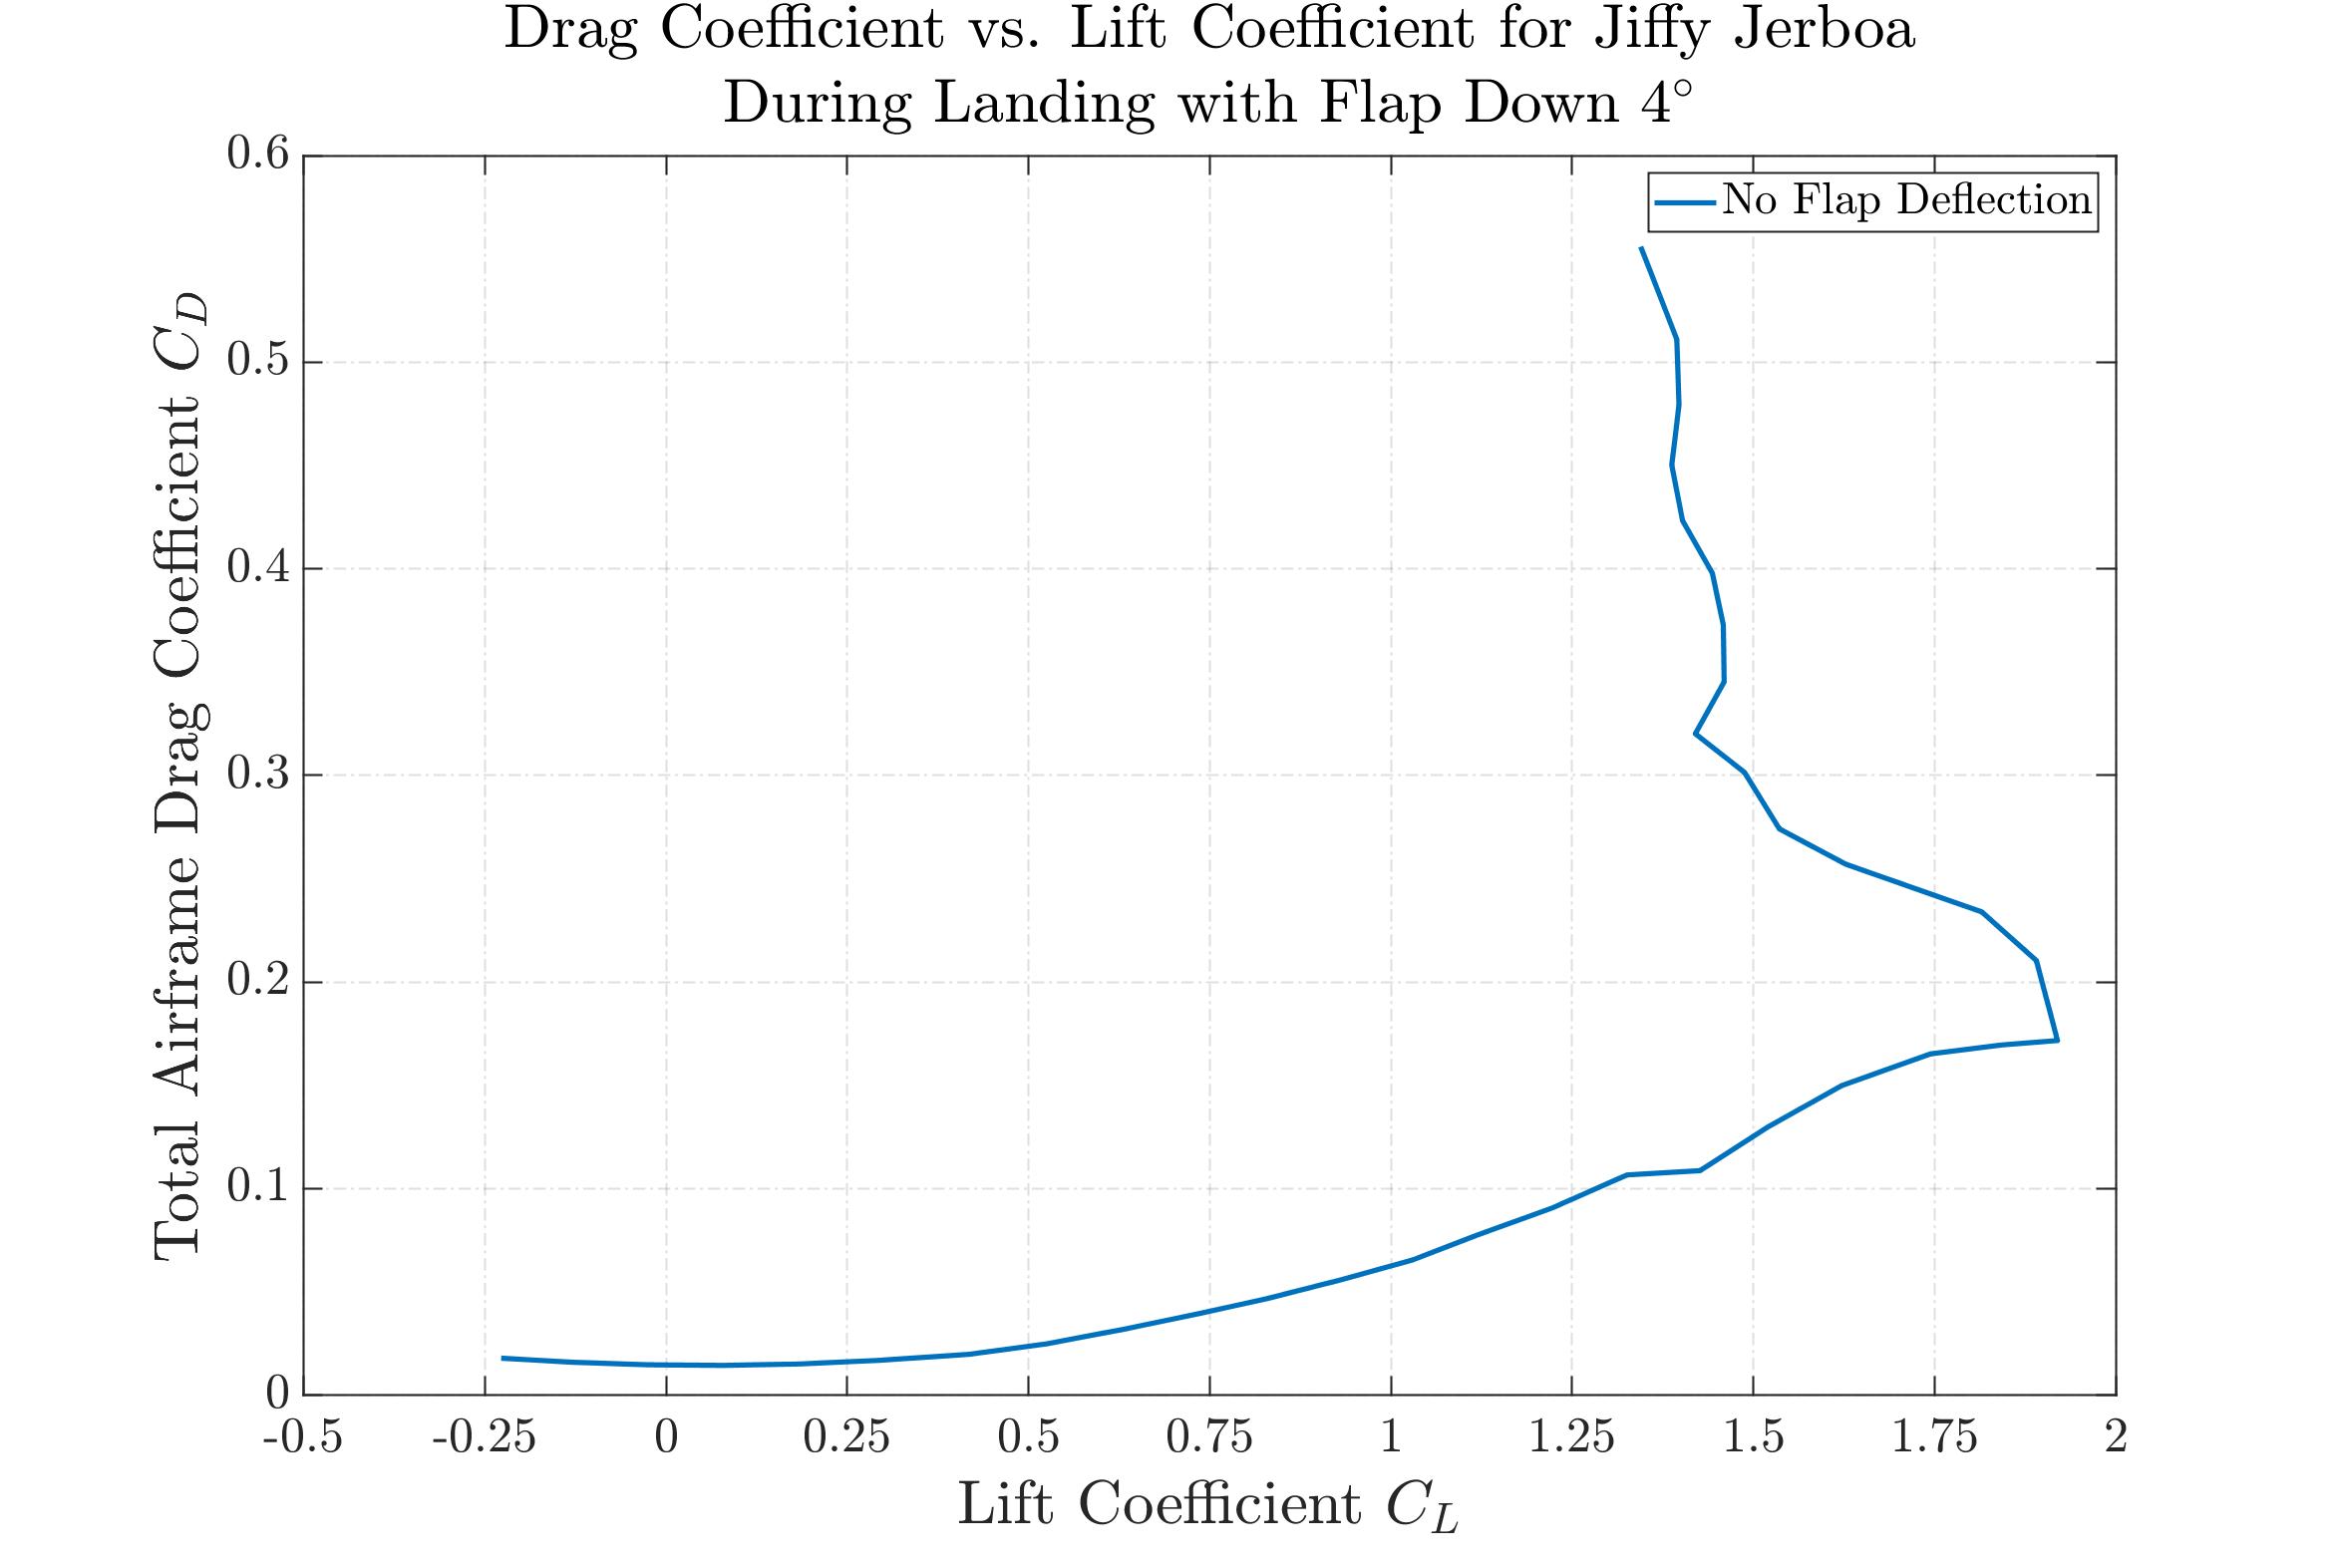 Drag Coefficient vs. Lift Coefficient for Jiffy Jerboa
During Landing with Flap Down 4°
No Flap Deflection
Total Airframe Drag Coefficient C_D
0.6
0.5
0.4
0.3
0.2
0.1
0
-0.5 -0.25 0 0.25 0.5 0.75 1 1.25 1.5 1.75 2
Lift Coefficient C_L